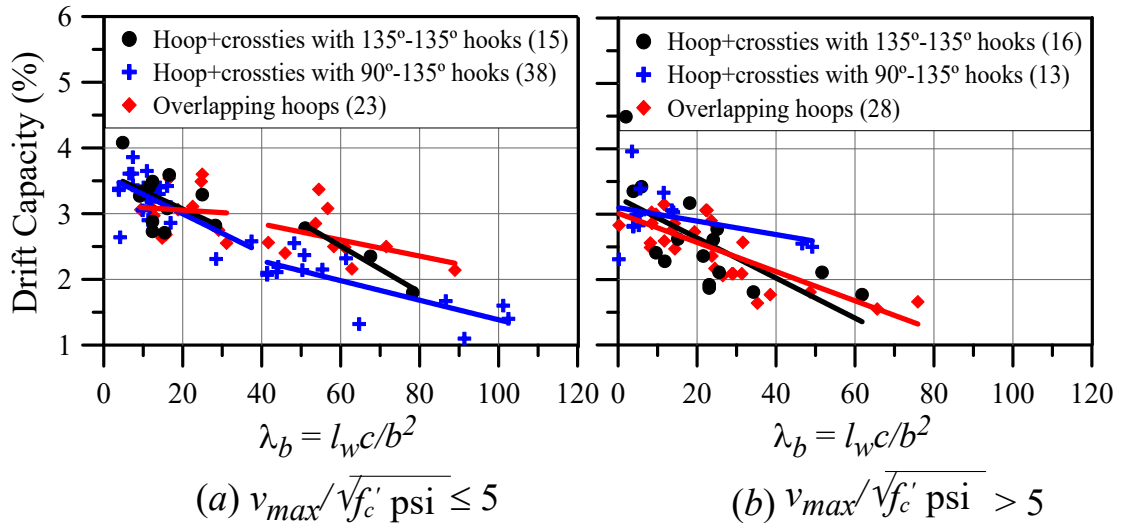 Drift Capacity (%)
6
5
4
3
2
1
Hoop+crossties with 135º-135º hooks (15)
Hoop+crossties with 90º-135º hooks (38)
Overlapping hoops (23)
0 20 40 60 80 100 120
λb = lwc/b²
(a) vmax/√fc' psi ≤ 5
Hoop+crossties with 135º-135º hooks (16)
Hoop+crossties with 90º-135º hooks (13)
Overlapping hoops (28)
0 20 40 60 80 100 120
λb = lwc/b²
(b) vmax/√fc' psi > 5